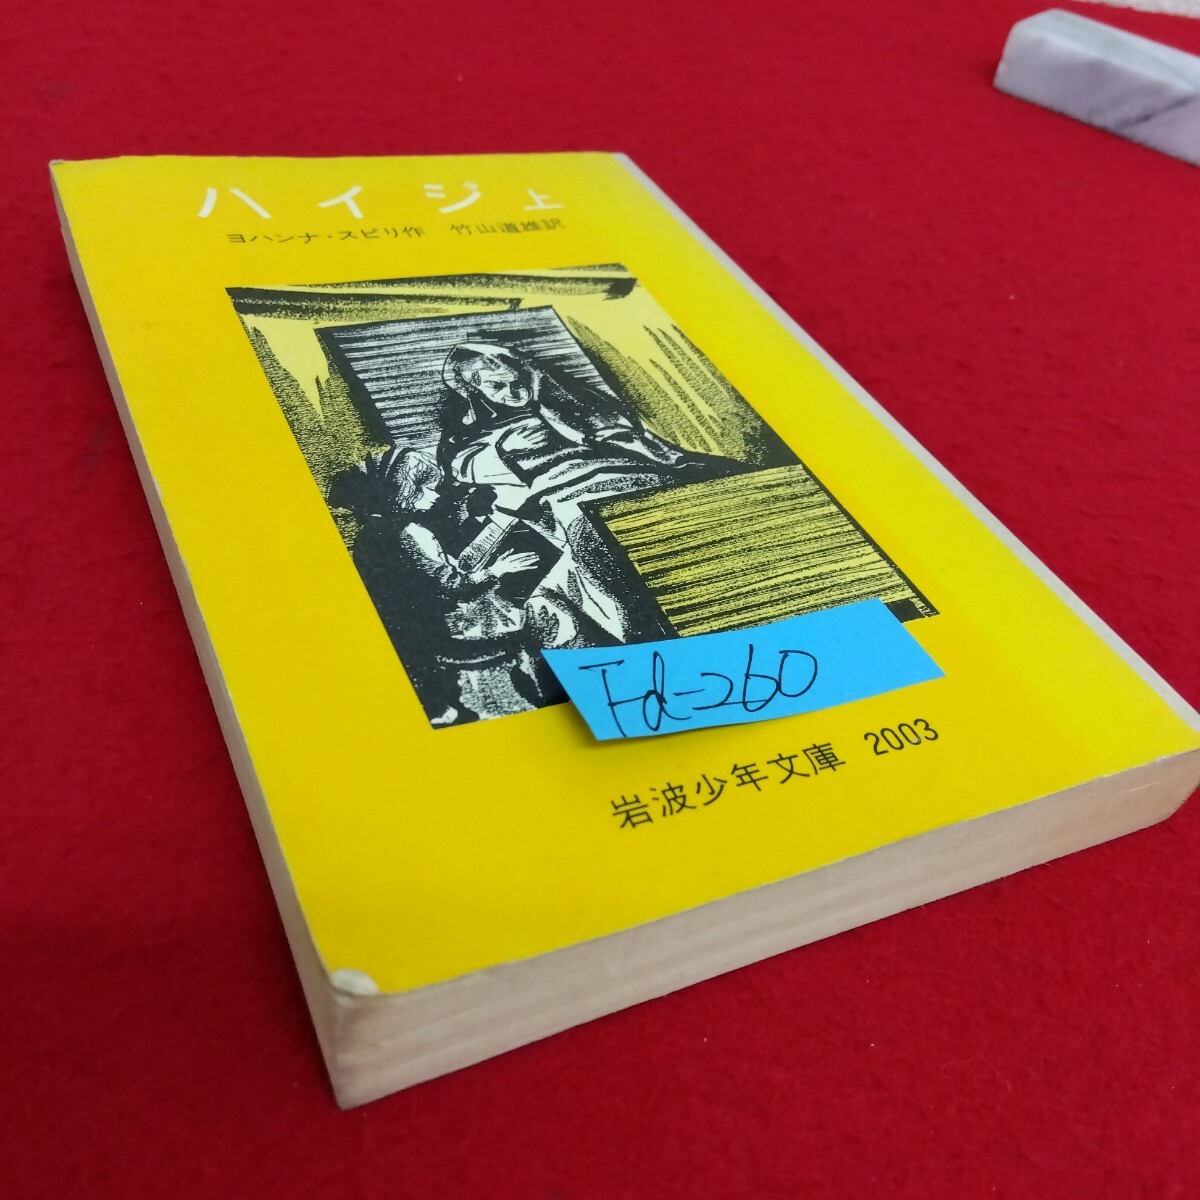 ハイジ 上
ヨハンナ・スピリ作 竹山道雄訳
Fd-260
岩波少年文庫 2003